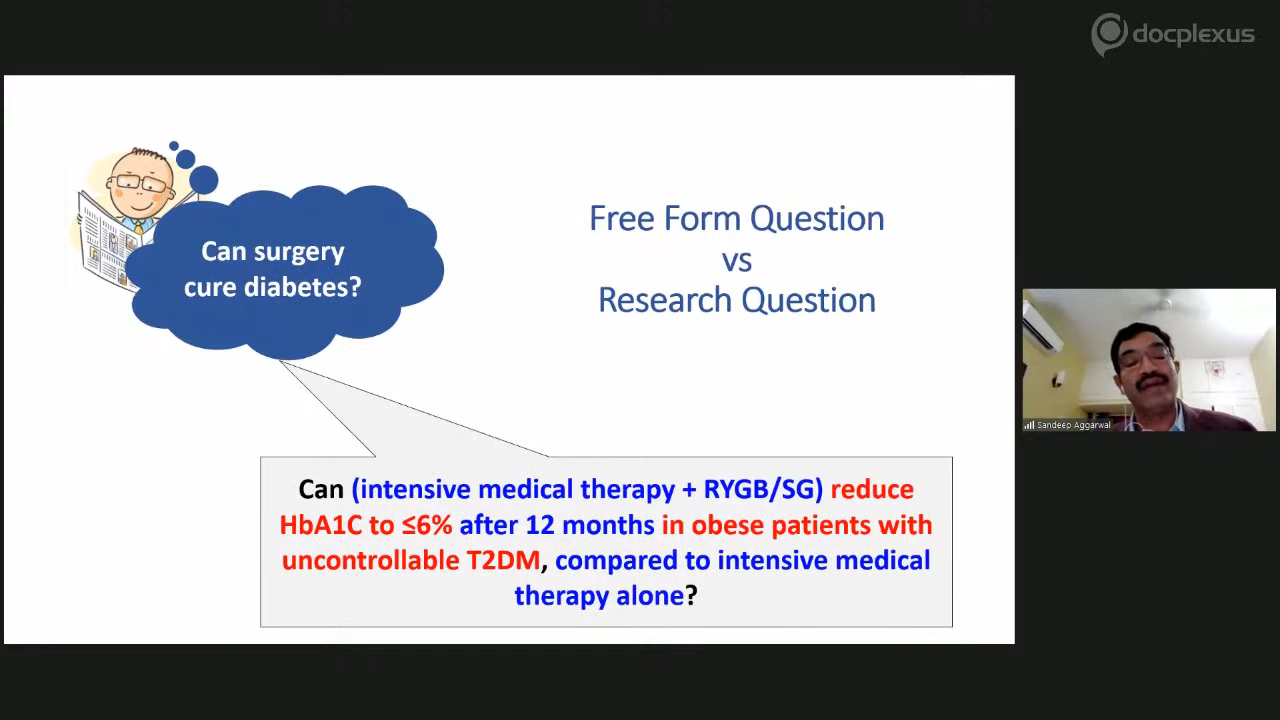 docplexus
Can surgery
cure diabetes?
Free Form Question
vs
Research Question
Can (intensive medical therapy + RYGB/SG) reduce
HbA1C to ≤6% after 12 months in obese patients with
uncontrollable T2DM, compared to intensive medical
therapy alone?
Sandeep Aggarwal